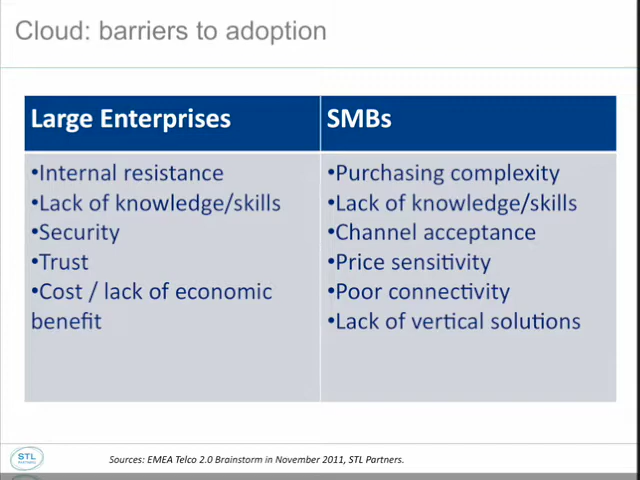 Cloud: barriers to adoption
Large Enterprises
•Internal resistance
•Lack of knowledge/skills
•Security
•Trust
•Cost / lack of economic
benefit
SMBs
•Purchasing complexity
•Lack of knowledge/skills
•Channel acceptance
•Price sensitivity
•Poor connectivity
•Lack of vertical solutions
STL
PARTNERS
Sources: EMEA Telco 2.0 Brainstorm in November 2011, STL Partners.